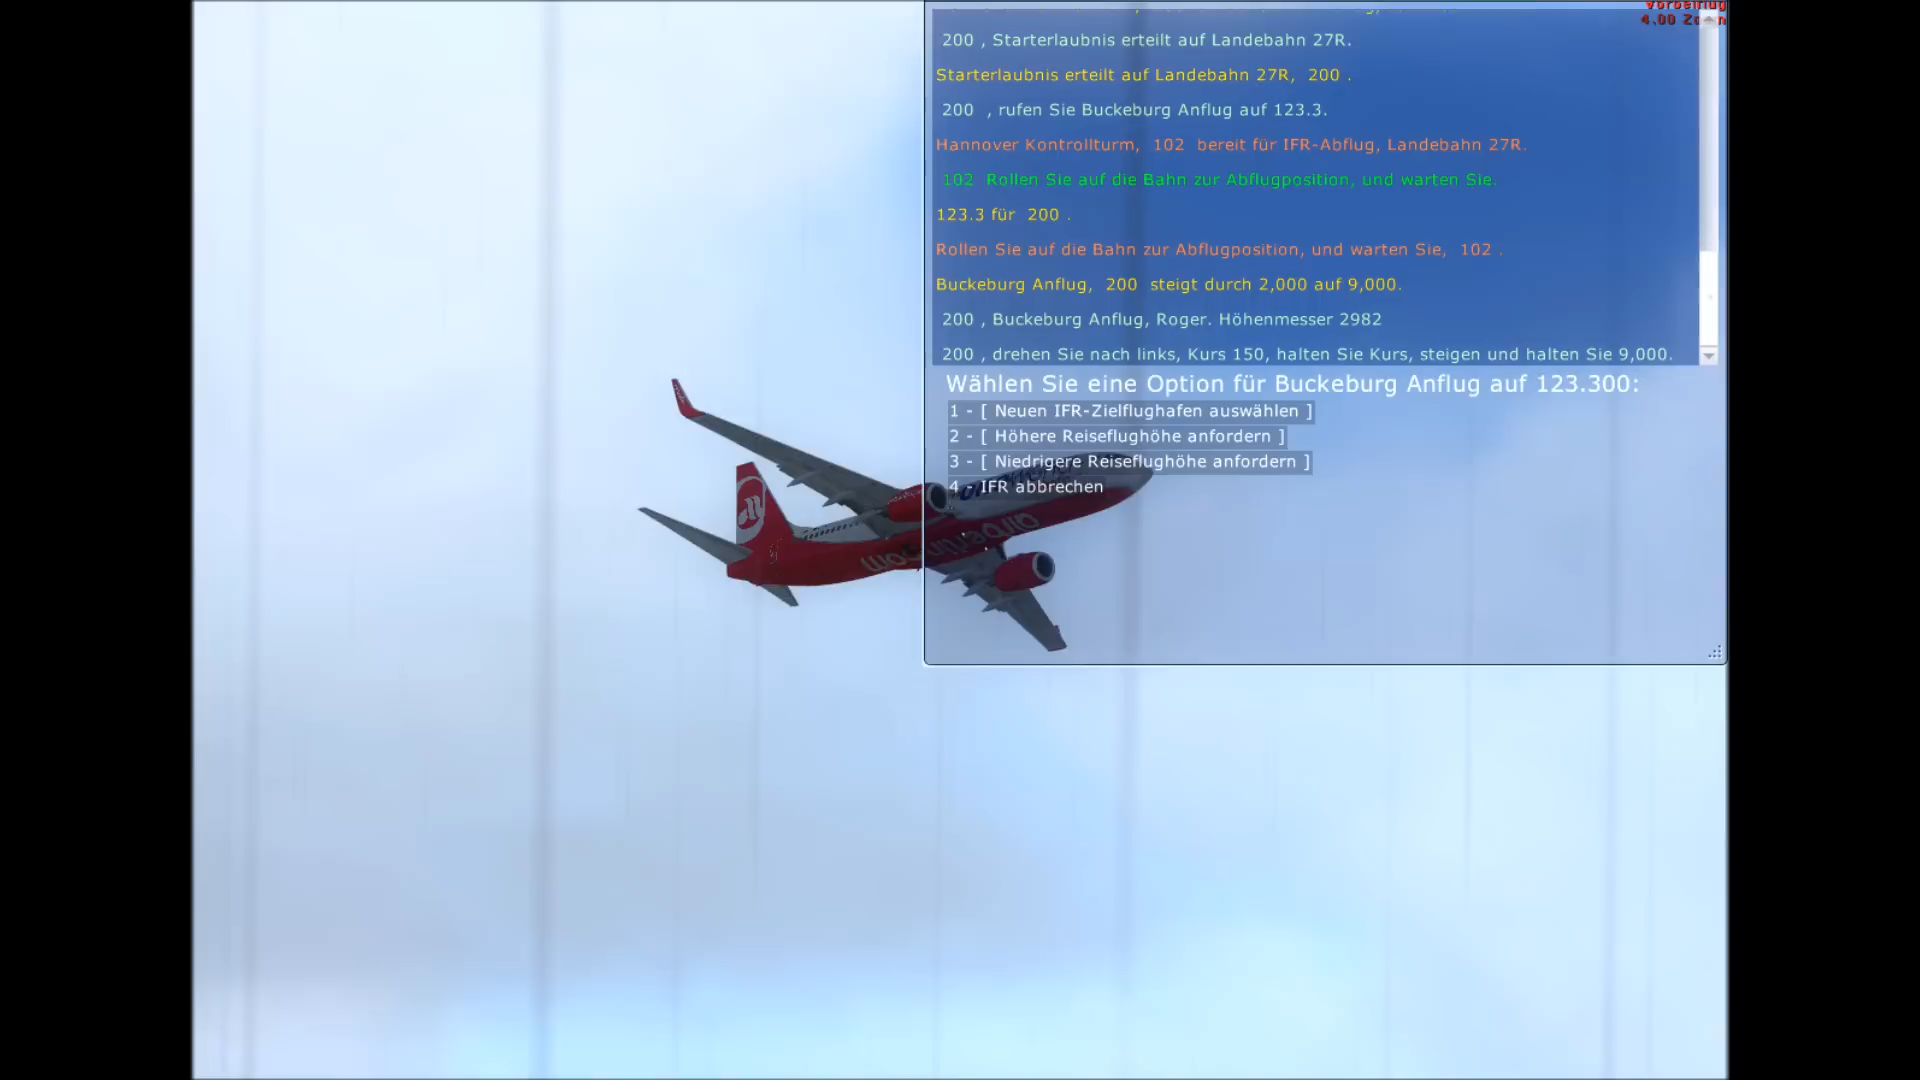 Vorbeiflug
4.00 Zoom
200 , Starterlaubnis erteilt auf Landebahn 27R.
Starterlaubnis erteilt auf Landebahn 27R, 200 .
200 , rufen Sie Buckeburg Anflug auf 123.3.
Hannover Kontrollturm, 102 bereit für IFR-Abflug, Landebahn 27R.
102 Rollen Sie auf die Bahn zur Abflugposition, und warten Sie.
123.3 für 200 .
Rollen Sie auf die Bahn zur Abflugposition, und warten Sie, 102 .
Buckeburg Anflug, 200 steigt durch 2,000 auf 9,000.
200 , Buckeburg Anflug, Roger. Höhenmesser 2982
200 , drehen Sie nach links, Kurs 150, halten Sie Kurs, steigen und halten Sie 9,000.
Wählen Sie eine Option für Buckeburg Anflug auf 123.300:
1 - [ Neuen IFR-Zielflughafen auswählen ]
2 - [ Höhere Reiseflughöhe anfordern ]
3 - [ Niedrigere Reiseflughöhe anfordern ]
4 - IFR abbrechen
airberlin